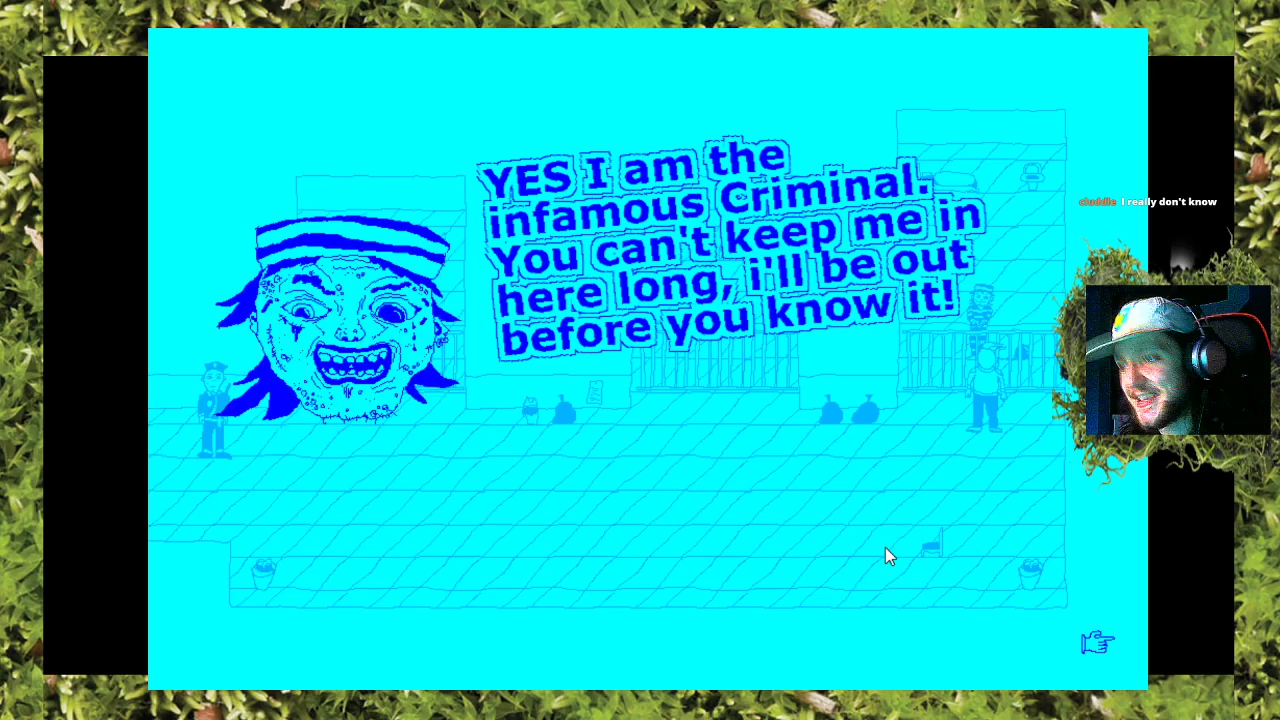 YES I am the
infamous Criminal.
You can't keep me in
here long, i'll be out
before you know it!
cluddle I really don't know